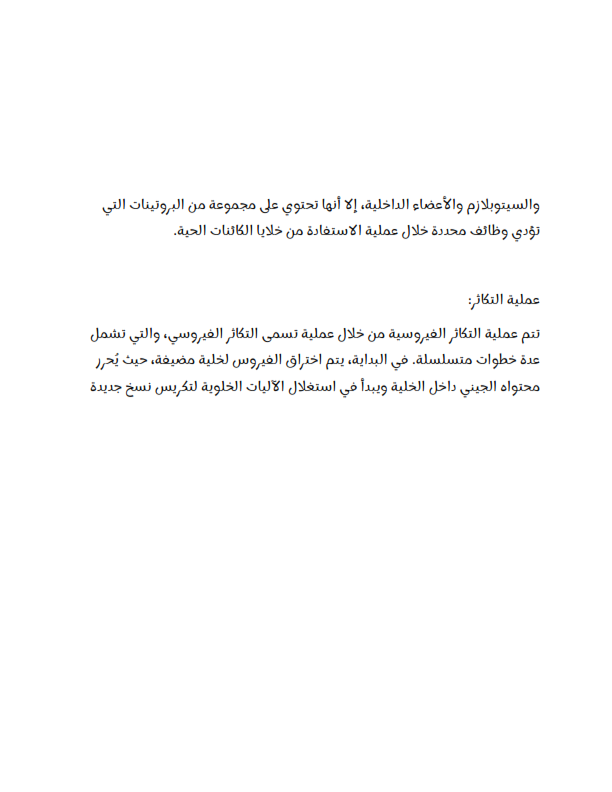 والسيتوبلازم والأعضاء الداخلية، إلا أنها تحتوي على مجموعة من البروتينات التي
تؤدي وظائف محددة خلال عملية الاستفادة من خلايا الكائنات الحية.
عملية التكاثر:
تتم عملية التكاثر الفيروسية من خلال عملية تسمى التكاثر الفيروسي، والتي تشمل
عدة خطوات متسلسلة. في البداية، يتم اختراق الفيروس لخلية مضيفة، حيث يُحرر
محتواه الجيني داخل الخلية ويبدأ في استغلال الآليات الخلوية لتكريس نسخ جديدة